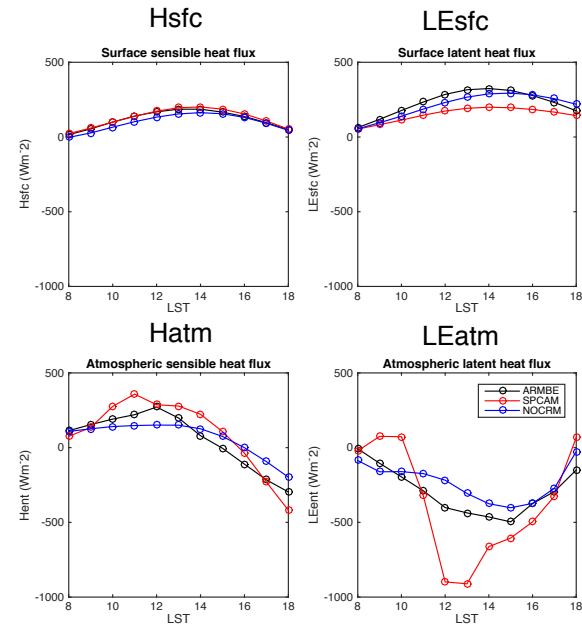 Hsfc
LEsfc
Surface sensible heat flux
Surface latent heat flux
500
0
-500
-1000
Hsfc (Wm^2)
8 10 12 14 16 18
LST
500
0
-500
-1000
LEsfc (Wm^2)
8 10 12 14 16 18
LST
Hatm
LEatm
Atmospheric sensible heat flux
Atmospheric latent heat flux
500
0
-500
-1000
Hent (Wm^2)
8 10 12 14 16 18
LST
500
0
-500
-1000
LEent (Wm^2)
ARMBE
SPCAM
NOCRM
8 10 12 14 16 18
LST